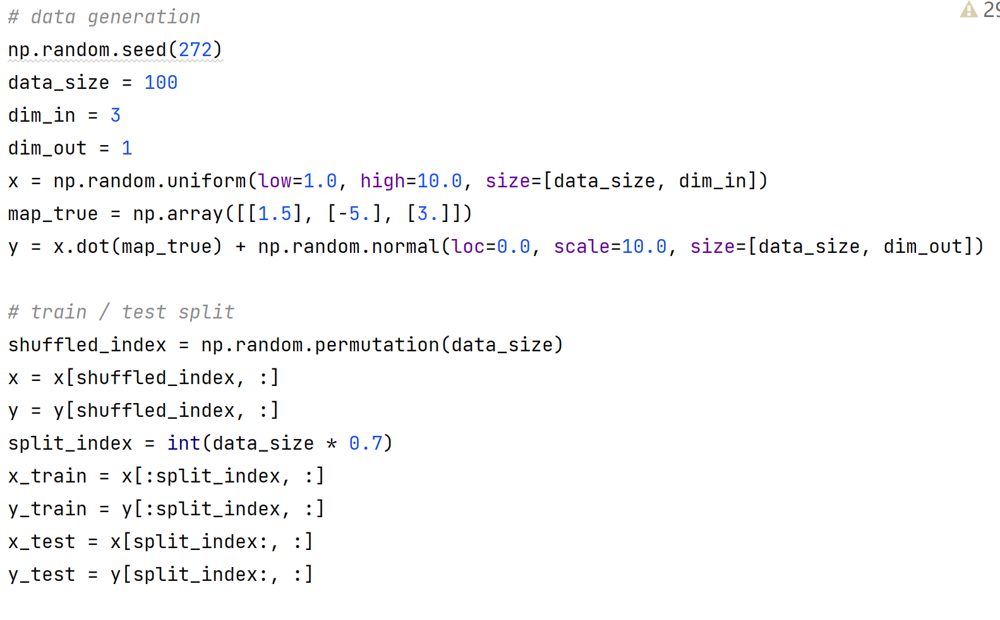 # data generation
29
np.random.seed(272)
data_size = 100
dim_in = 3
dim_out = 1
x = np.random.uniform(low=1.0, high=10.0, size=[data_size, dim_in])
map_true = np.array([[1.5], [-5.], [3.]])
y = x.dot(map_true) + np.random.normal(loc=0.0, scale=10.0, size=[data_size, dim_out])
# train / test split
shuffled_index = np.random.permutation(data_size)
x = x[shuffled_index, :]
y = y[shuffled_index, :]
split_index = int(data_size * 0.7)
x_train = x[:split_index, :]
y_train = y[:split_index, :]
x_test = x[split_index:, :]
y_test = y[split_index:, :]